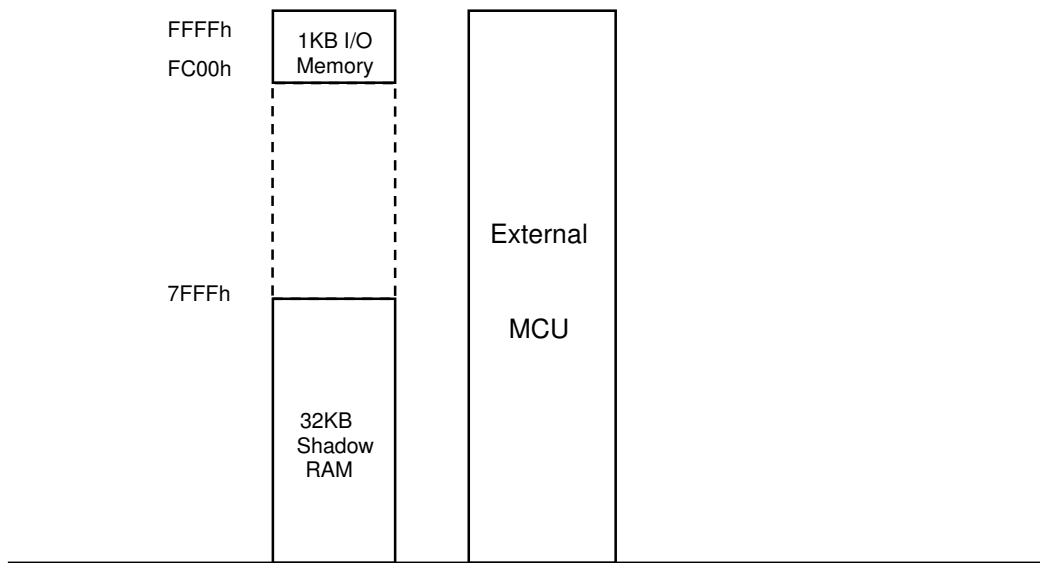 FFFFh
1KB I/O
Memory
FC00h
External
7FFFh
MCU
32KB
Shadow
RAM